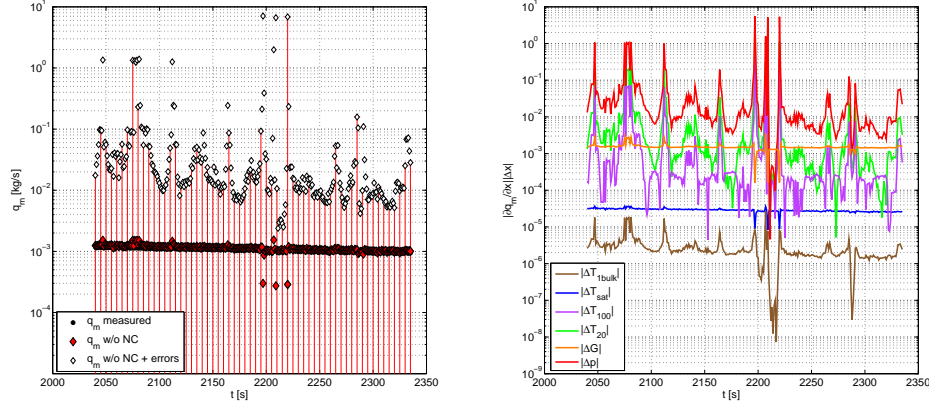 10^1
10^0
10^-1
10^-2
10^-3
10^-4
q_m [kg/s]
q_m measured
q_m w/o NC
q_m w/o NC + errors
2000 2050 2100 2150 2200 2250 2300 2350
t [s]
10^1
10^0
10^-1
10^-2
10^-3
10^-4
10^-5
10^-6
10^-7
10^-8
10^-9
|∂q_m/∂x|Δx|
|ΔT_1bulk|
|ΔT_sat|
|ΔT_100|
|ΔT_20|
|ΔG|
|Δp|
2000 2050 2100 2150 2200 2250 2300 2350
t [s]